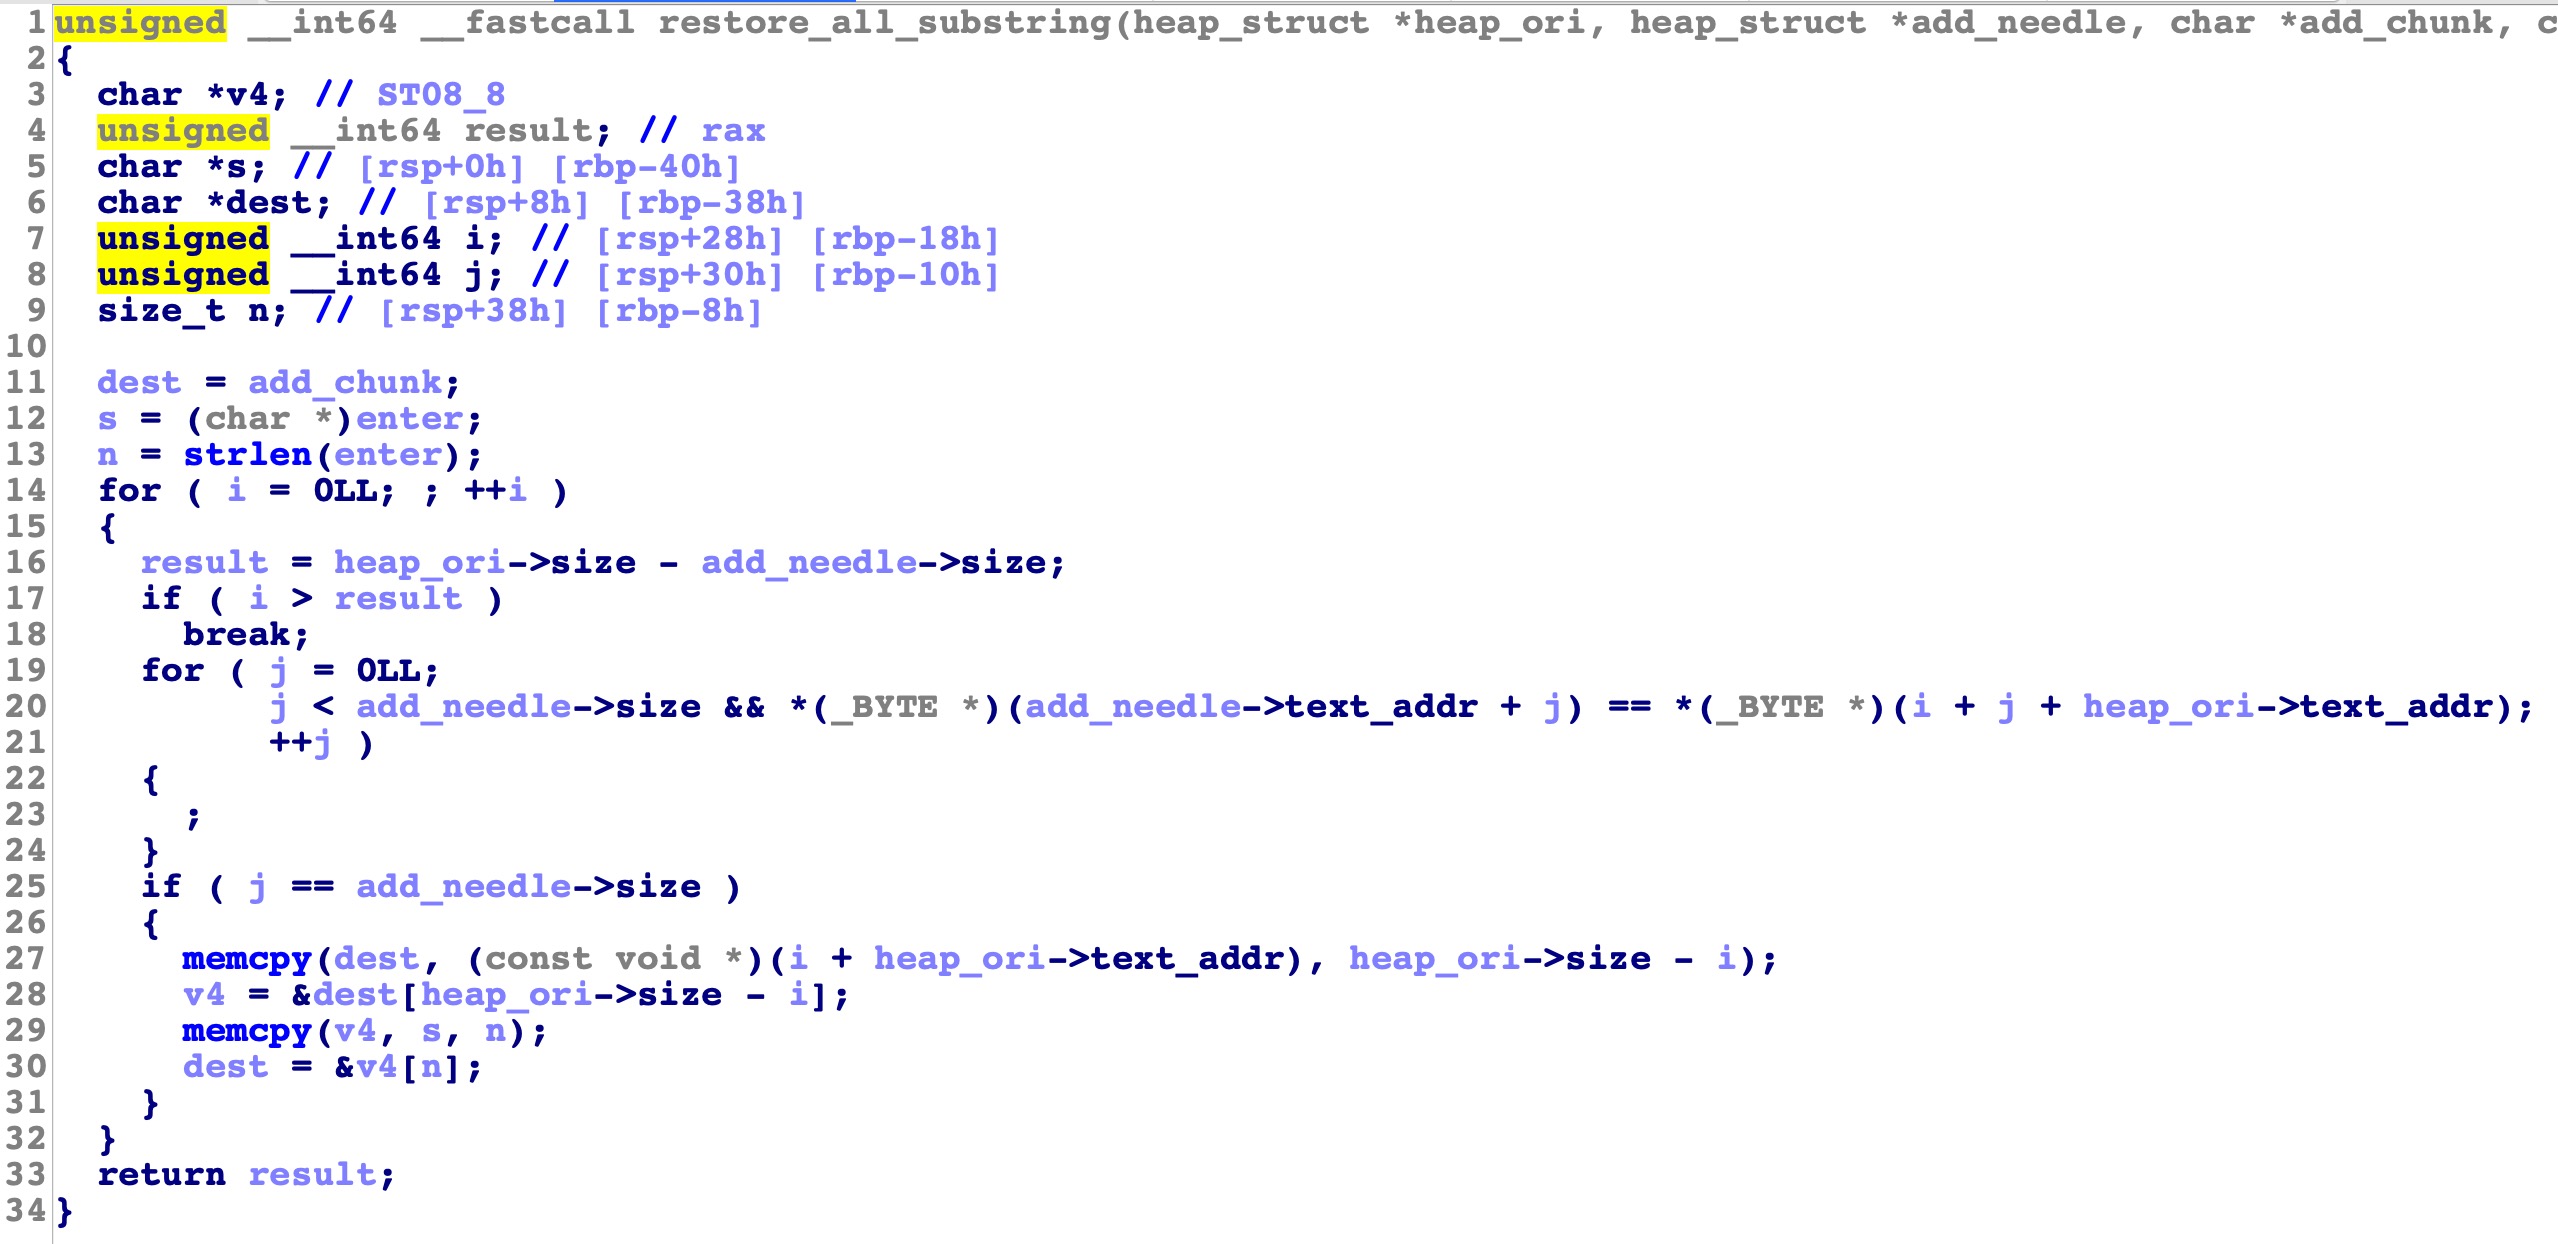 1 unsigned __int64 __fastcall restore_all_substring(heap_struct *heap_ori, heap_struct *add_needle, char *add_chunk, c
2 {
3   char *v4; // ST08_8
4   unsigned __int64 result; // rax
5   char *s; // [rsp+0h] [rbp-40h]
6   char *dest; // [rsp+8h] [rbp-38h]
7   unsigned __int64 i; // [rsp+28h] [rbp-18h]
8   unsigned __int64 j; // [rsp+30h] [rbp-10h]
9   size_t n; // [rsp+38h] [rbp-8h]
10
11   dest = add_chunk;
12   s = (char *)enter;
13   n = strlen(enter);
14   for ( i = 0LL; ; ++i )
15   {
16     result = heap_ori->size - add_needle->size;
17     if ( i > result )
18       break;
19     for ( j = 0LL;
20           j < add_needle->size && *(_BYTE *)(add_needle->text_addr + j) == *(_BYTE *)(i + j + heap_ori->text_addr);
21           ++j )
22     {
23       ;
24     }
25     if ( j == add_needle->size )
26     {
27       memcpy(dest, (const void *)(i + heap_ori->text_addr), heap_ori->size - i);
28       v4 = &dest[heap_ori->size - i];
29       memcpy(v4, s, n);
30       dest = &v4[n];
31     }
32   }
33   return result;
34 }